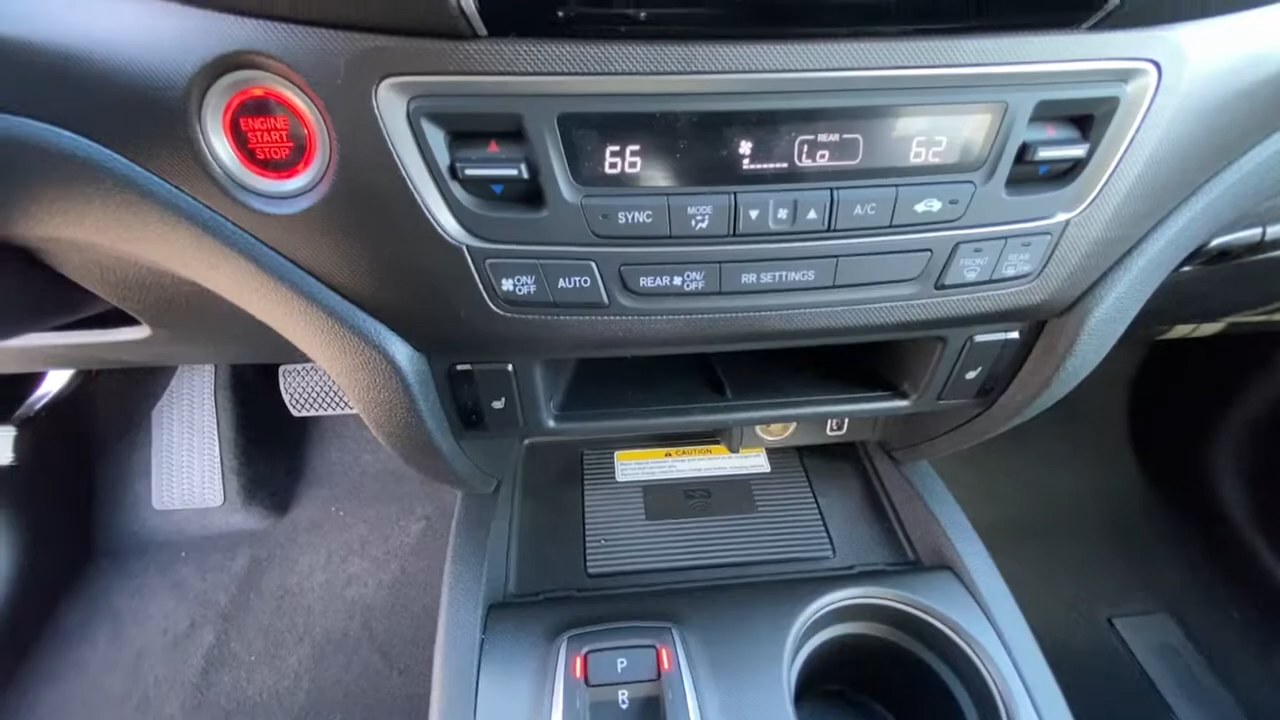 ENGINE
START
STOP
66
REAR
Lo
62
SYNC
MODE
A/C
ON/
OFF
AUTO
REAR ON/
OFF
RR SETTINGS
FRONT
REAR
CAUTION
P
R